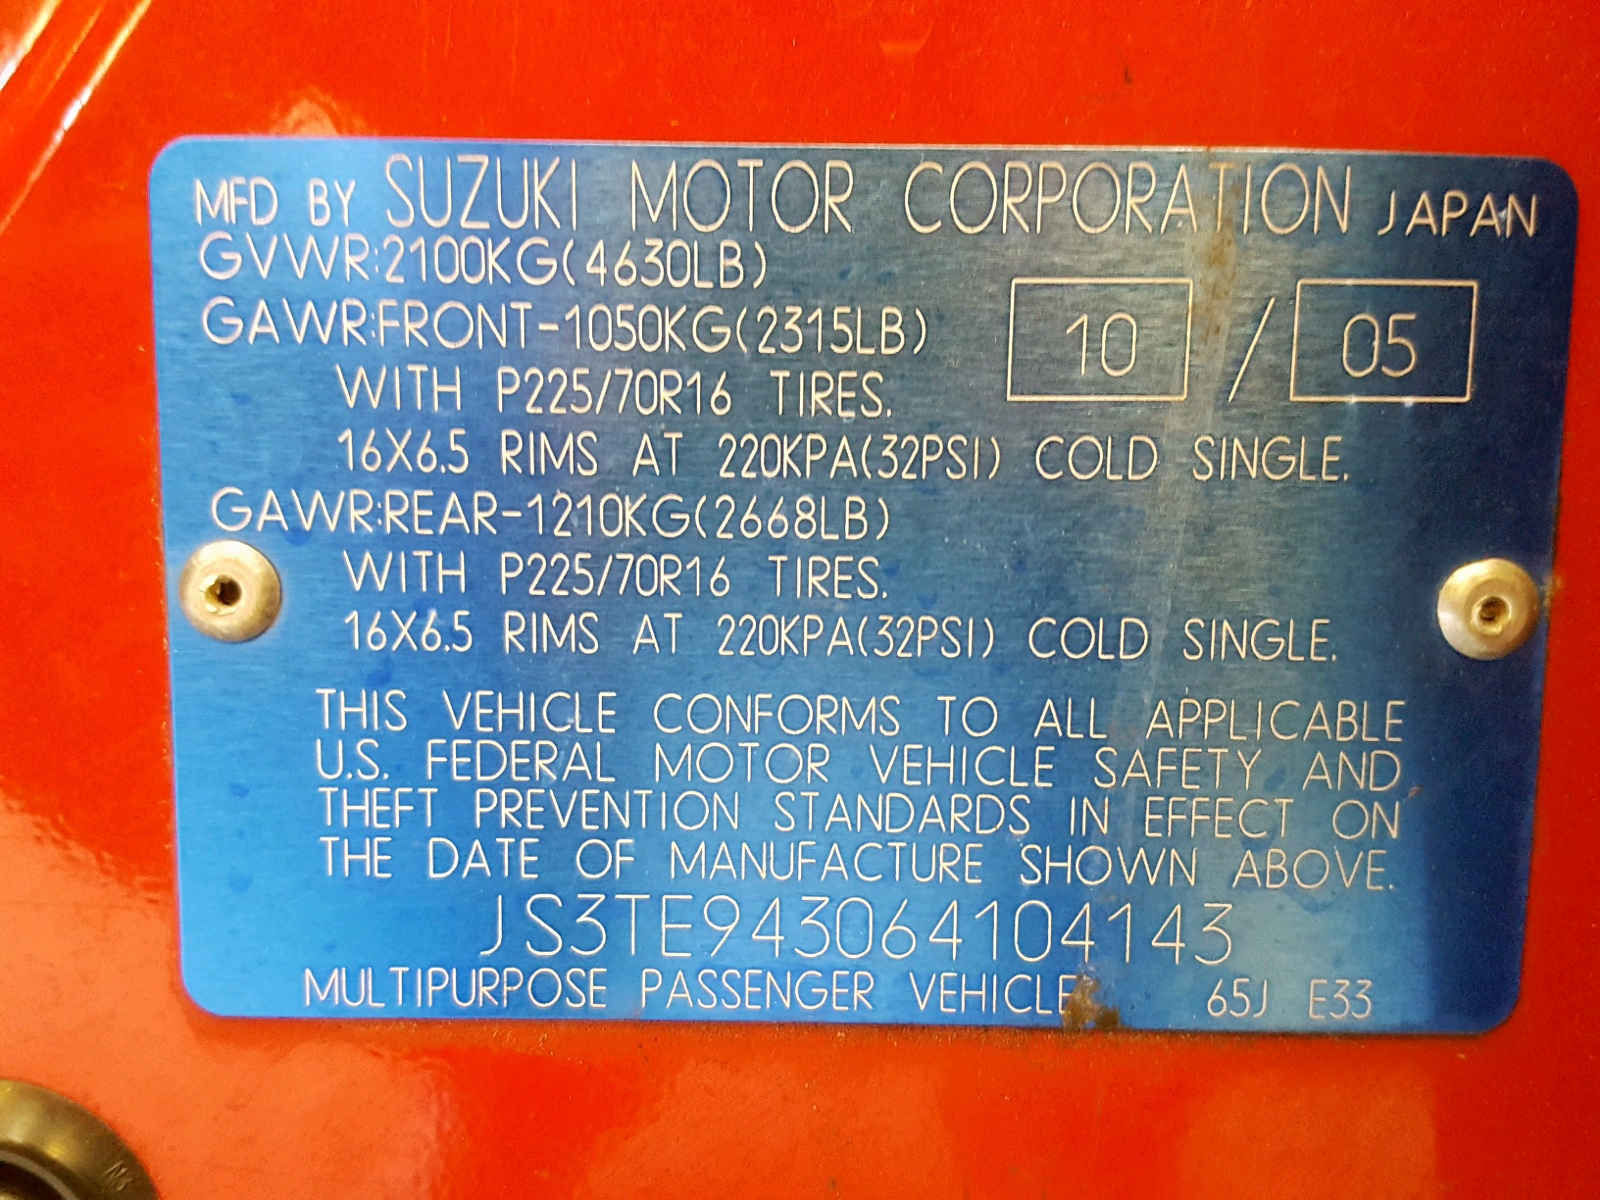 MFD BY SUZUKI MOTOR CORPORATION JAPAN
GVWR:2100KG(4630LB)
GAWR:FRONT-1050KG(2315LB)
10 / 05
WITH P225/70R16 TIRES.
16X6.5 RIMS AT 220KPA(32PSI) COLD SINGLE.
GAWR:REAR-1210KG(2668LB)
WITH P225/70R16 TIRES.
16X6.5 RIMS AT 220KPA(32PSI) COLD SINGLE.
THIS VEHICLE CONFORMS TO ALL APPLICABLE
U.S. FEDERAL MOTOR VEHICLE SAFETY AND
THEFT PREVENTION STANDARDS IN EFFECT ON
THE DATE OF MANUFACTURE SHOWN ABOVE.
JS3TE943064104143
MULTIPURPOSE PASSENGER VEHICLE 65J E33